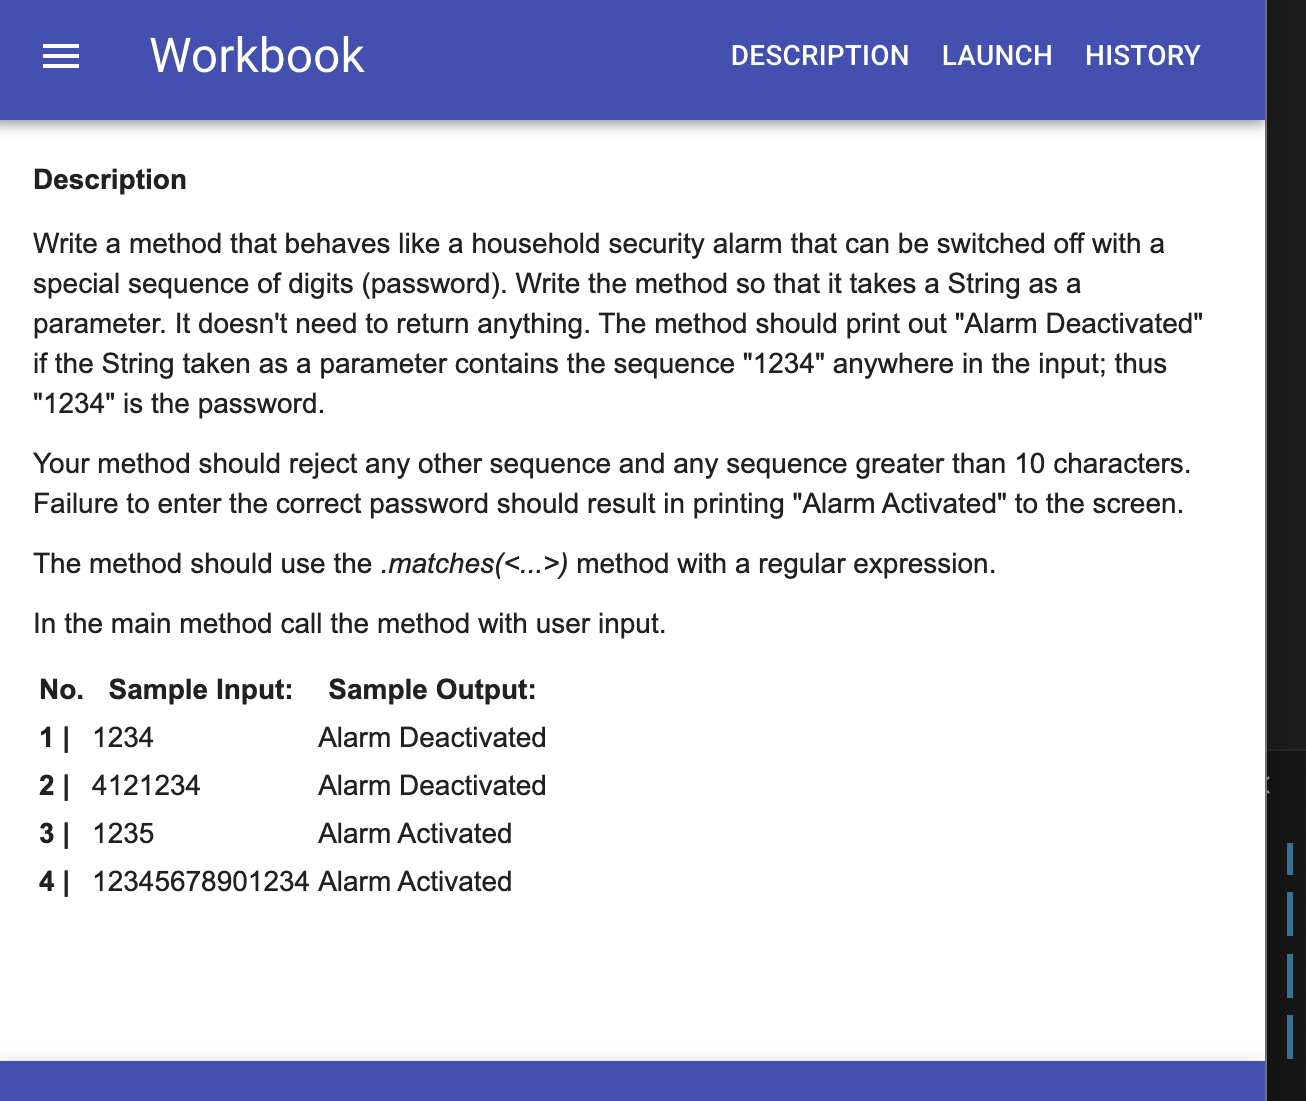 Workbook
DESCRIPTION LAUNCH HISTORY
Description
Write a method that behaves like a household security alarm that can be switched off with a
special sequence of digits (password). Write the method so that it takes a String as a
parameter. It doesn't need to return anything. The method should print out "Alarm Deactivated"
if the String taken as a parameter contains the sequence "1234" anywhere in the input; thus
"1234" is the password.
Your method should reject any other sequence and any sequence greater than 10 characters.
Failure to enter the correct password should result in printing "Alarm Activated" to the screen.
The method should use the .matches(<...>) method with a regular expression.
In the main method call the method with user input.
No. Sample Input: Sample Output:
1 | 1234 Alarm Deactivated
2 | 4121234 Alarm Deactivated
3 | 1235 Alarm Activated
4 | 12345678901234 Alarm Activated